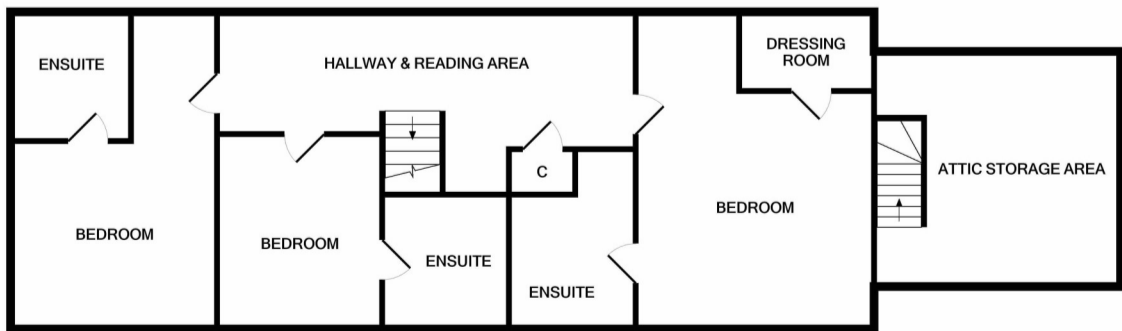 ENSUITE
HALLWAY & READING AREA
DRESSING
ROOM
ATTIC STORAGE AREA
C
BEDROOM
BEDROOM
BEDROOM
ENSUITE
ENSUITE